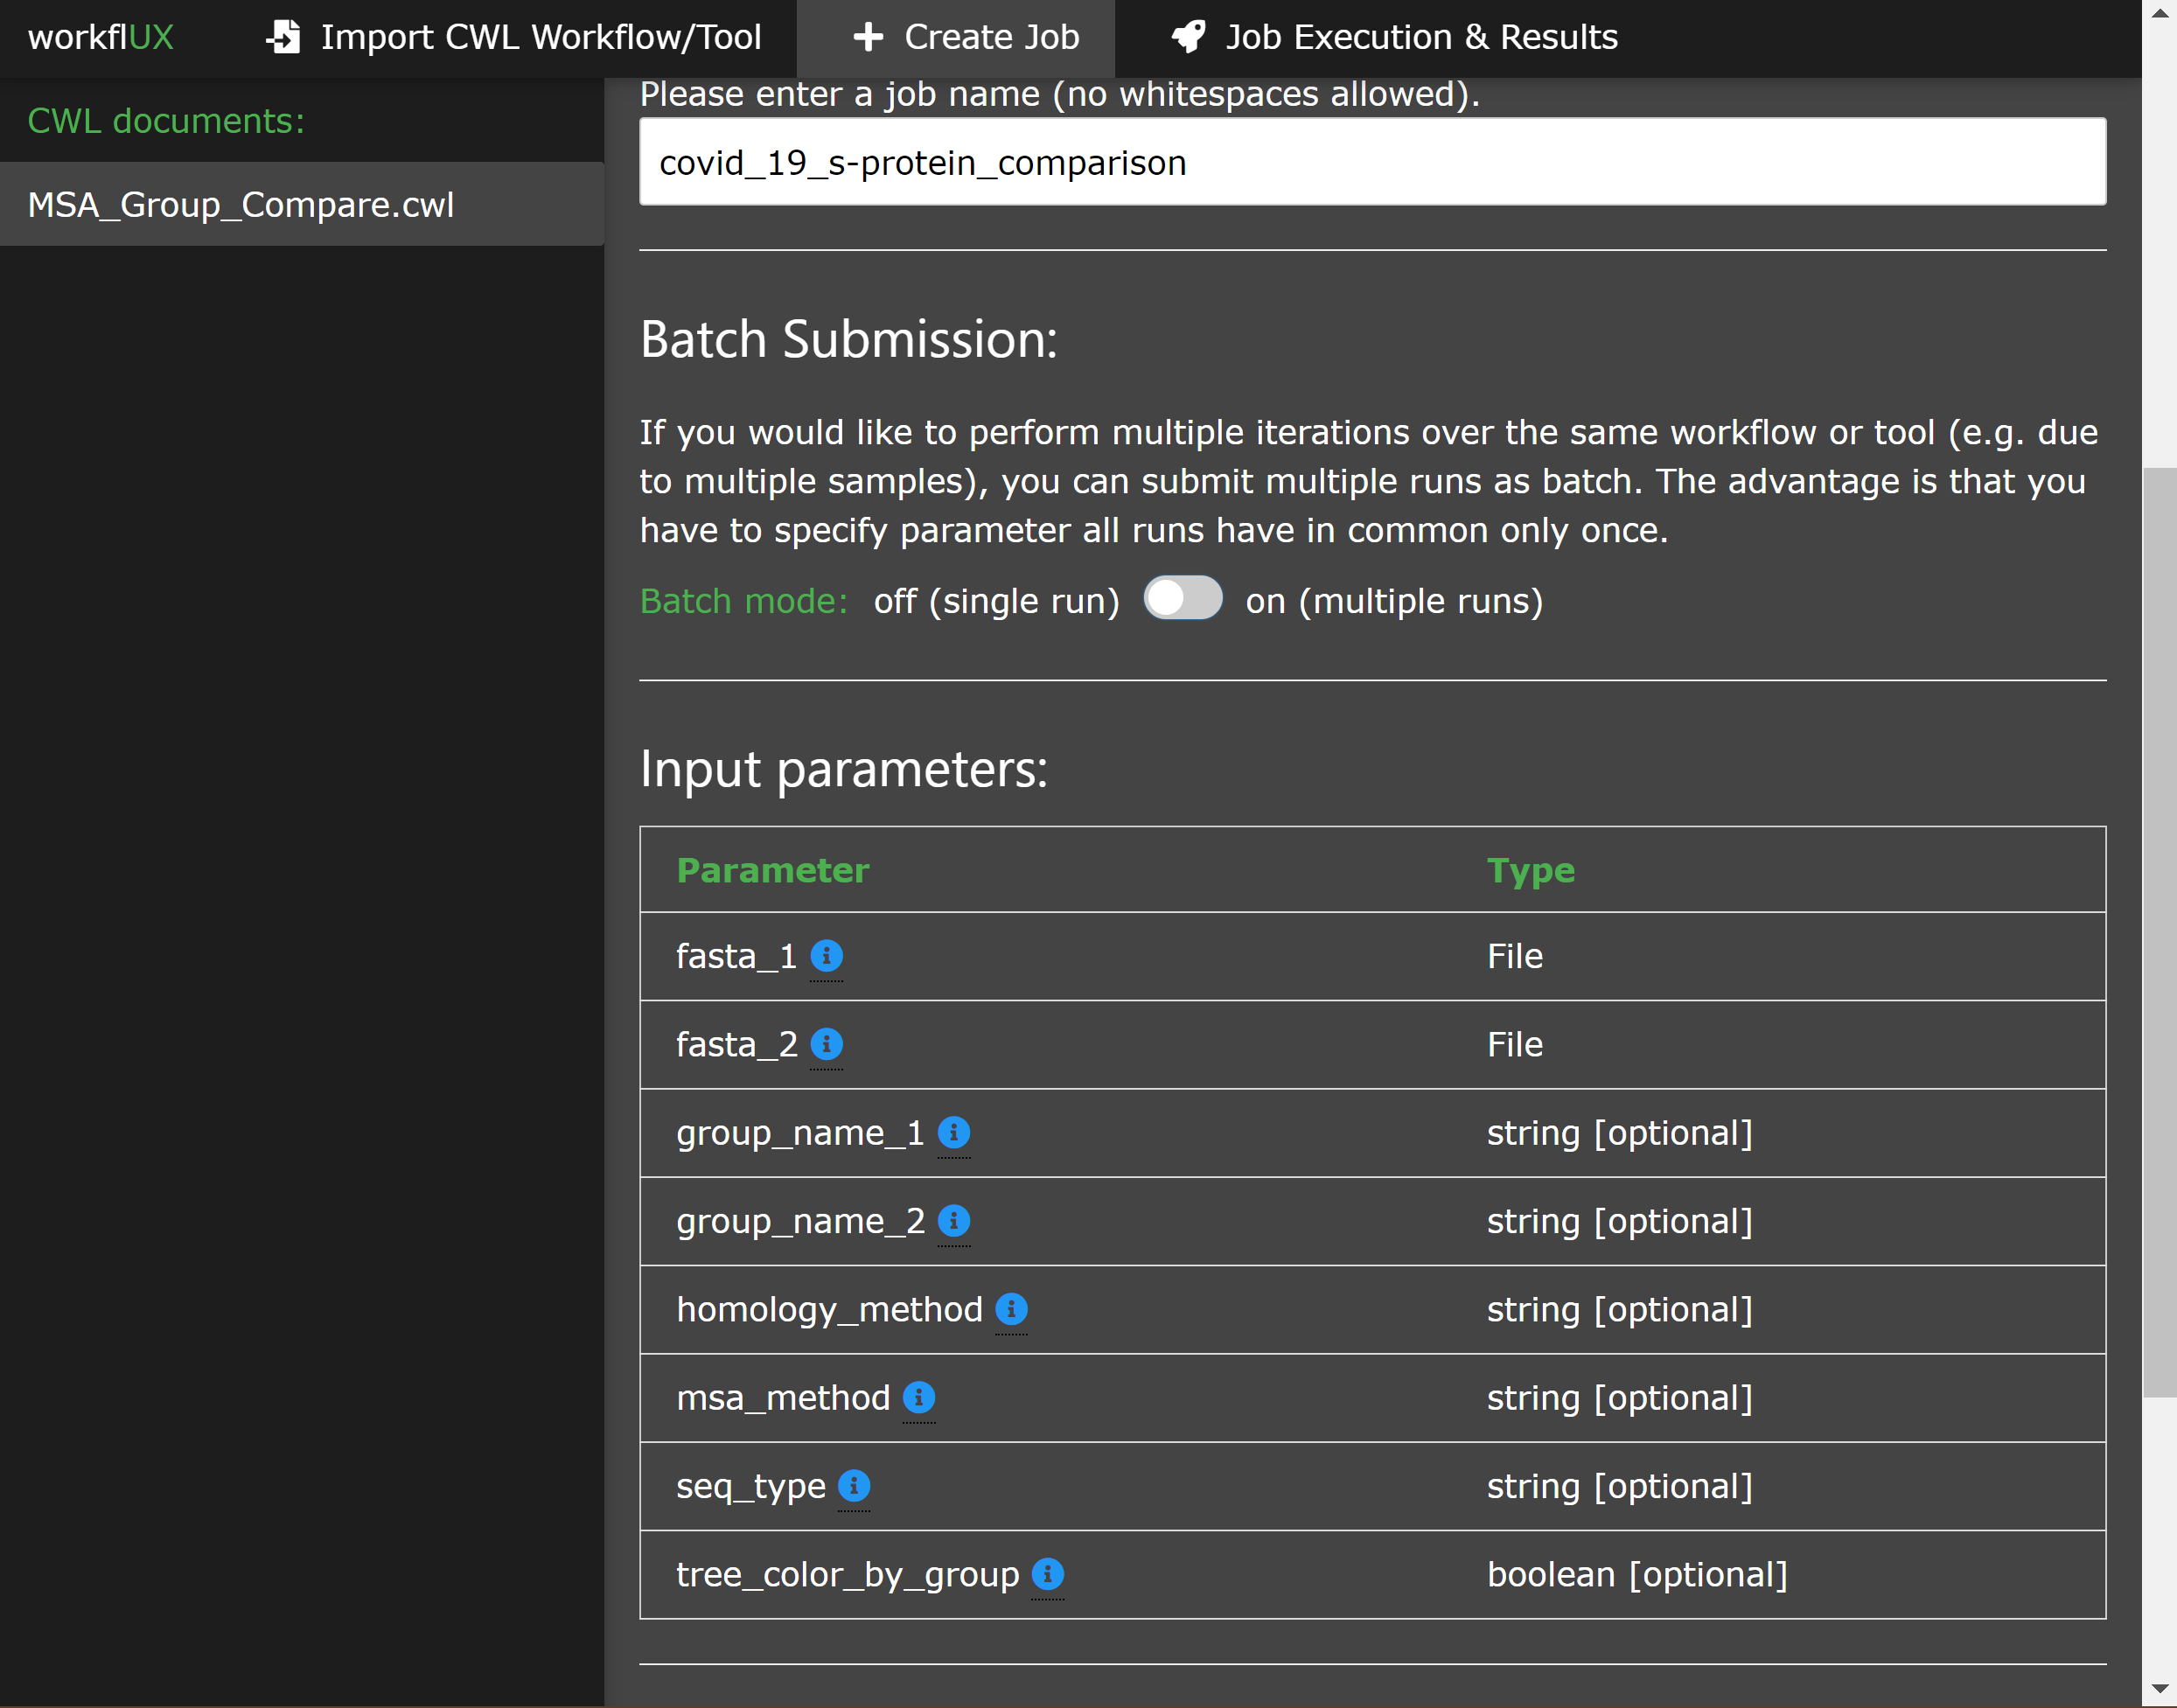 workflUX Import CWL Workflow/Tool Create Job Job Execution & Results
CWL documents:
MSA_Group_Compare.cwl
Please enter a job name (no whitespaces allowed).
covid_19_s-protein_comparison
Batch Submission:
If you would like to perform multiple iterations over the same workflow or tool (e.g. due
to multiple samples), you can submit multiple runs as batch. The advantage is that you
have to specify parameter all runs have in common only once.
Batch mode: off (single run) on (multiple runs)
Input parameters:
Parameter Type
fasta_1 File
fasta_2 File
group_name_1 string [optional]
group_name_2 string [optional]
homology_method string [optional]
msa_method string [optional]
seq_type string [optional]
tree_color_by_group boolean [optional]